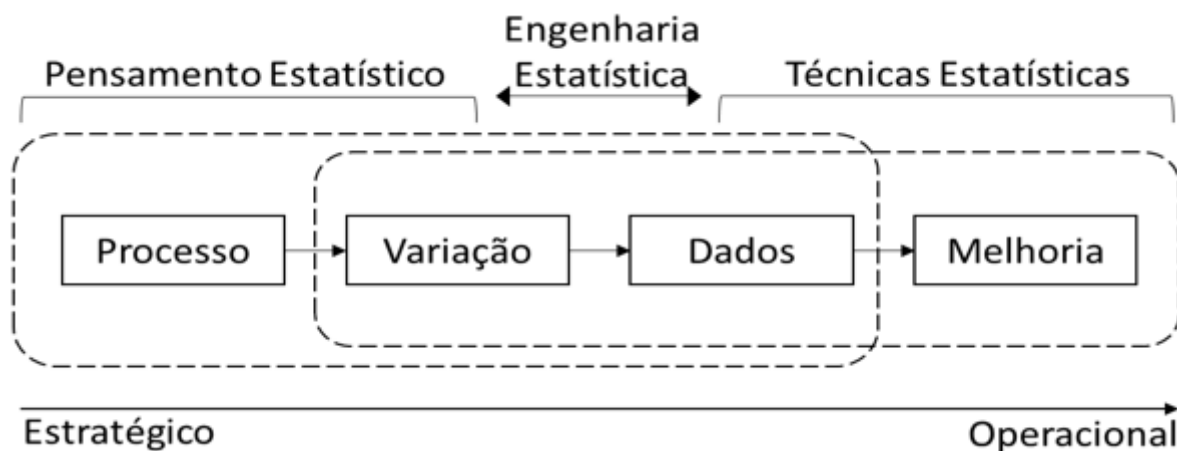 Engenharia
Pensamento Estatístico
Estatística
Técnicas Estatísticas
Processo
Variação
Dados
Melhoria
Estratégico
Operacional